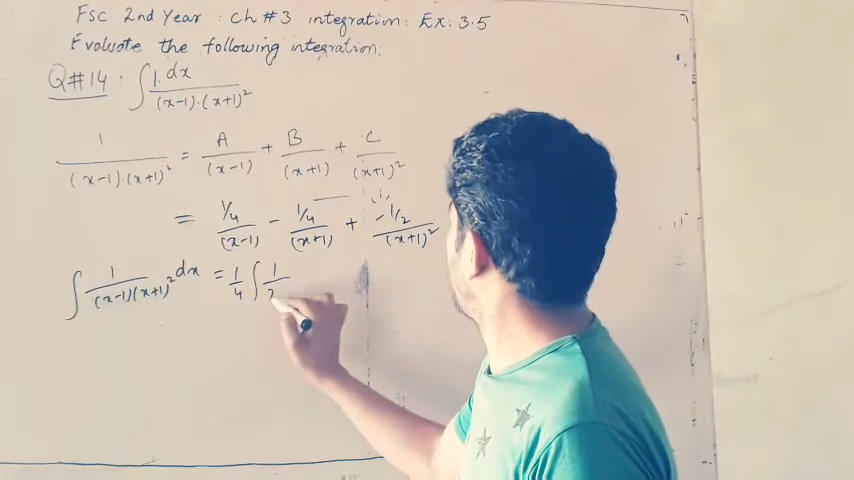 Fsc 2nd Year : Ch #3 integration: Ex: 3.5
Evaluate the following integration:
Q#14 : ∫ 1.dx / (x-1).(x+1)²
1 / (x-1).(x+1)² = A / (x-1) + B / (x+1) + C / (x+1)²
= 1/4 / (x-1) - 1/4 / (x+1) + -1/2 / (x+1)²
∫ 1 / (x-1)(x+1)² dx = 1/4 ∫ 1